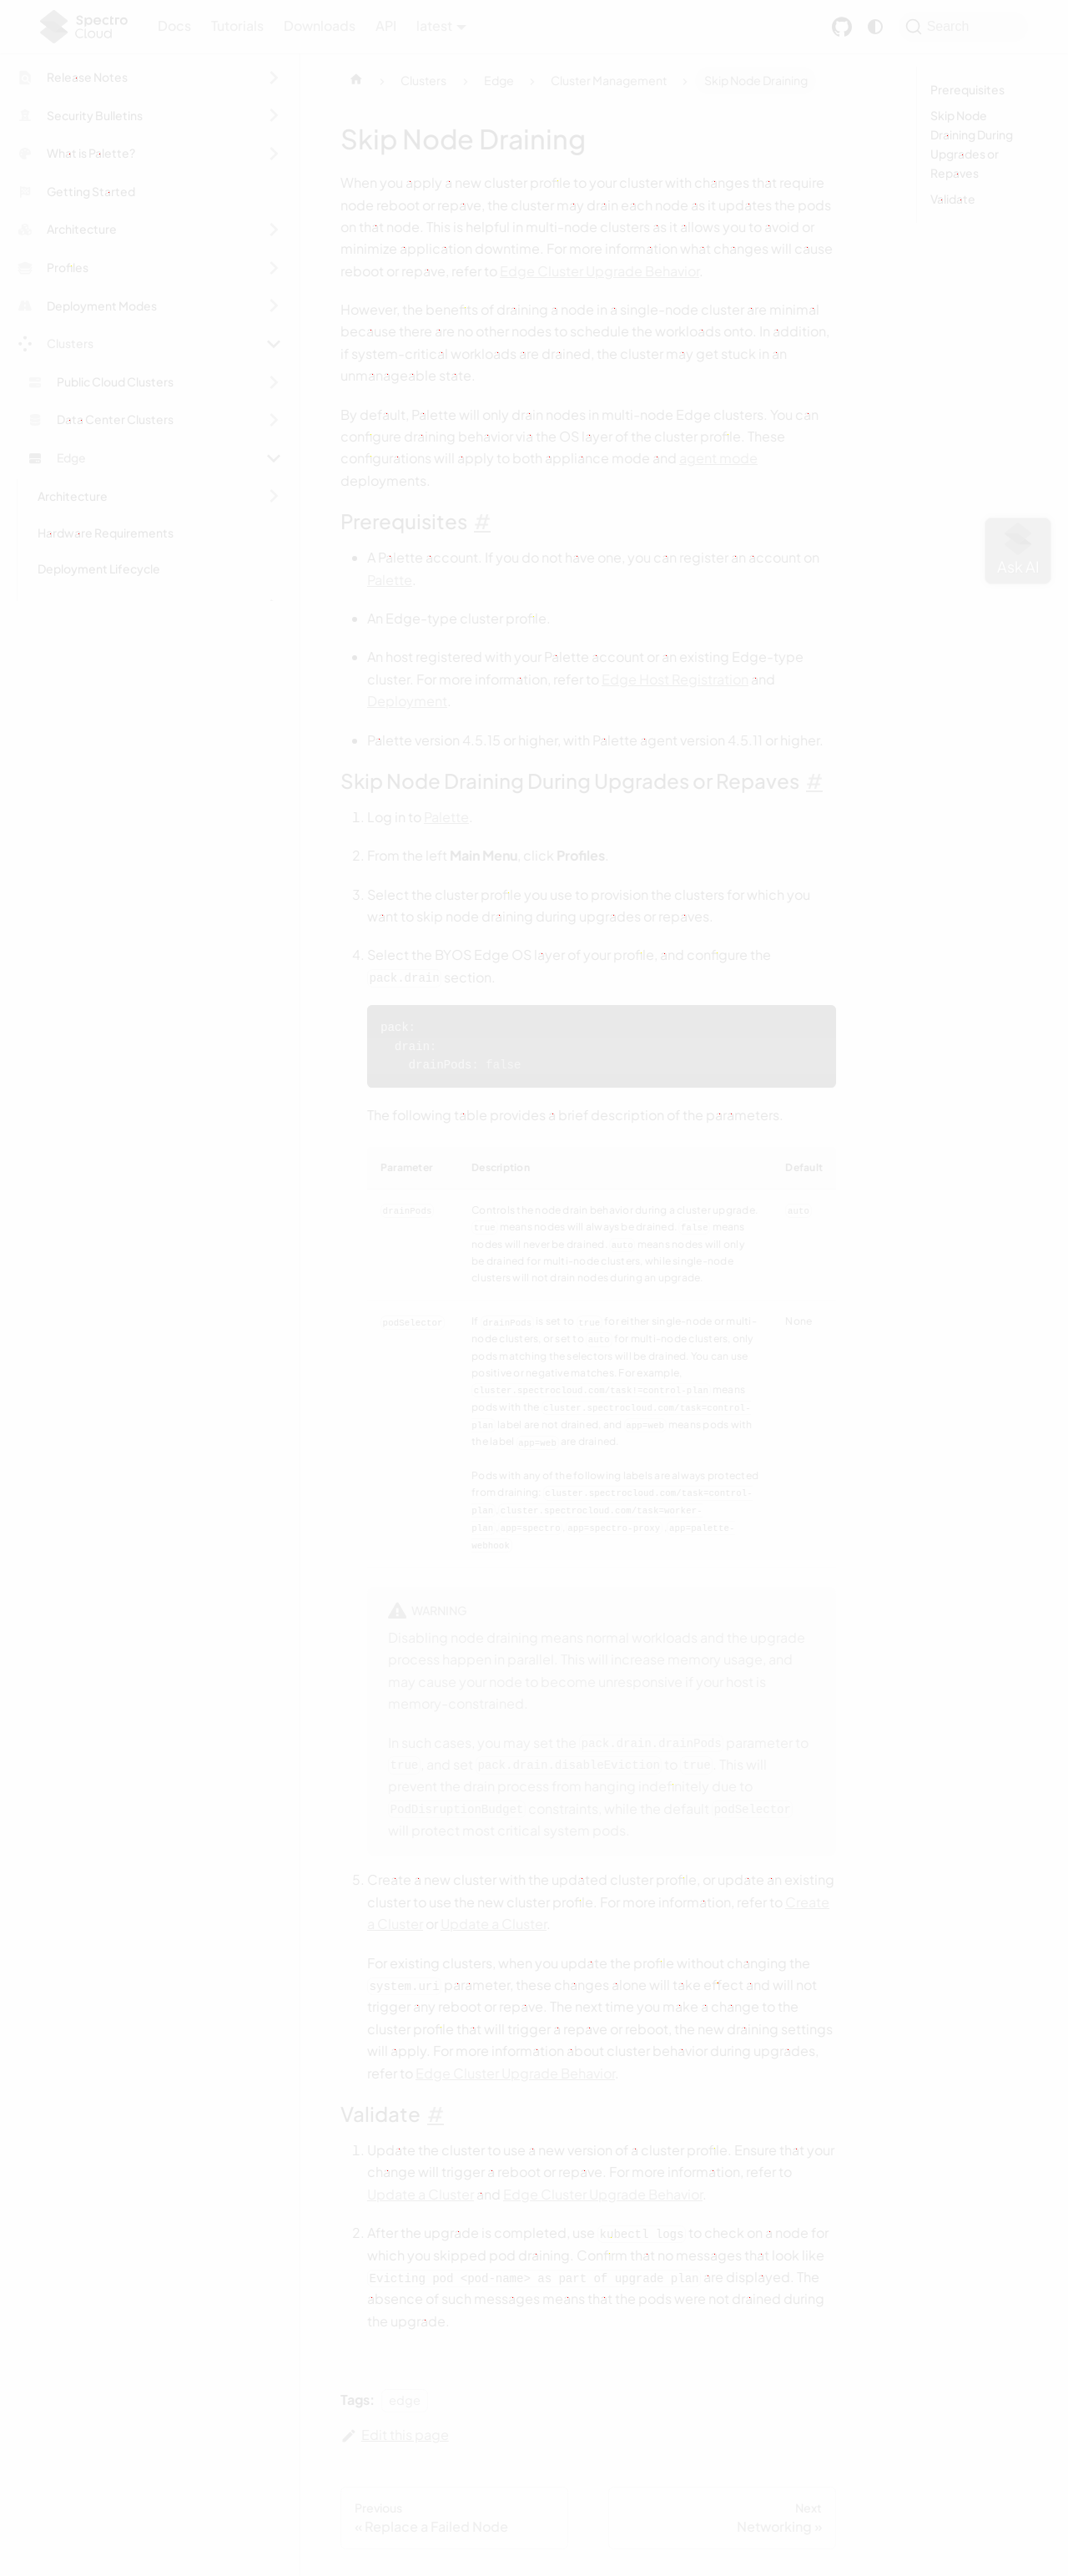 Spectro
Cloud
Docs Tutorials Downloads API latest
Search
Release Notes
Security Bulletins
What is Palette?
Getting Started
Architecture
Profiles
Deployment Modes
Clusters
Public Cloud Clusters
Data Center Clusters
Edge
Architecture
Hardware Requirements
Deployment Lifecycle
Clusters Edge Cluster Management Skip Node Draining
Skip Node Draining
When you apply a new cluster profile to your cluster with changes that require
node reboot or repave, the cluster may drain each node as it updates the pods
on that node. This is helpful in multi-node clusters as it allows you to avoid or
minimize application downtime. For more information what changes will cause
reboot or repave, refer to Edge Cluster Upgrade Behavior.
However, the benefits of draining a node in a single-node cluster are minimal
because there are no other nodes to schedule the workloads onto. In addition,
if system-critical workloads are drained, the cluster may get stuck in an
unmanageable state.
By default, Palette will only drain nodes in multi-node Edge clusters. You can
configure draining behavior via the OS layer of the cluster profile. These
configurations will apply to both appliance mode and agent mode
deployments.
Prerequisites #
A Palette account. If you do not have one, you can register an account on
Palette.
An Edge-type cluster profile.
An host registered with your Palette account or an existing Edge-type
cluster. For more information, refer to Edge Host Registration and
Deployment.
Palette version 4.5.15 or higher, with Palette agent version 4.5.11 or higher.
Skip Node Draining During Upgrades or Repaves #
1. Log in to Palette.
2. From the left Main Menu, click Profiles.
3. Select the cluster profile you use to provision the clusters for which you
want to skip node draining during upgrades or repaves.
4. Select the BYOS Edge OS layer of your profile. and configure the
pack.drain section.
pack:
drain:
drainPods: false
The following table provides a brief description of the parameters.
Parameter Description Default
drainPods Controls the node drain behavior during a cluster upgrade. auto
true means nodes will always be drained. false means
nodes will never be drained. auto means nodes will only
be drained for multi-node clusters, while single-node
clusters will not drain nodes during an upgrade.
podSelector If drainPods is set to true for either single-node or multi- None
node clusters, or set to auto for multi-node clusters, only
pods matching the selectors will be drained. You can use
positive or negative matches. For example,
cluster.spectrocloud.com/task!=control-plan means
pods with the cluster.spectrocloud.com/task=control-
plan label are not drained, and app=web means pods with
the label app=web are drained.
Pods with any of the following labels are always protected
from draining: cluster.spectrocloud.com/task=control-
plan, cluster.spectrocloud.com/task=worker-
plan, app=spectro, app=spectro-proxy, app=palette-
webhook
WARNING
Disabling node draining means normal workloads and the upgrade
process happen in parallel. This will increase memory usage, and
may cause your node to become unresponsive if your host is
memory-constrained.
In such cases, you may set the pack.drain.drainPods parameter to
true, and set pack.drain.disableEviction to true. This will
prevent the drain process from hanging indefinitely due to
PodDisruptionBudget constraints, while the default podSelector
will protect most critical system pods.
5. Create a new cluster with the updated cluster profile, or update an existing
cluster to use the new cluster profile. For more information, refer to Create
a Cluster or Update a Cluster.
For existing clusters, when you update the profile without changing the
system.uri parameter, these changes alone will take effect and will not
trigger any reboot or repave. The next time you make a change to the
cluster profile that will trigger a repave or reboot, the new draining settings
will apply. For more information about cluster behavior during upgrades,
refer to Edge Cluster Upgrade Behavior.
Validate #
1. Update the cluster to use a new version of a cluster profile. Ensure that your
change will trigger a reboot or repave. For more information, refer to
Update a Cluster and Edge Cluster Upgrade Behavior.
2. After the upgrade is completed, use kubectl logs to check on a node for
which you skipped pod draining. Confirm that no messages that look like
Evicting pod <pod-name> as part of upgrade plan are displayed. The
absence of such messages means that the pods were not drained during
the upgrade.
Tags: edge
Edit this page
Previous
« Replace a Failed Node
Next
Networking »
Prerequisites
Skip Node
Draining During
Upgrades or
Repaves
Validate
Ask AI